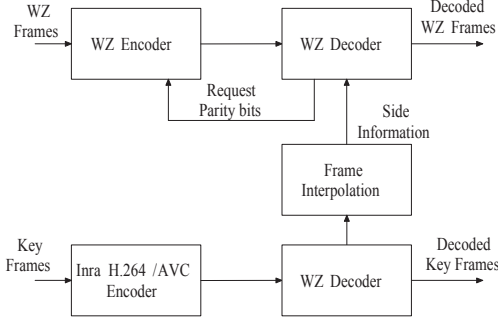 WZ
Frames
WZ Encoder
WZ Decoder
Decoded
WZ Frames
Request
Parity bits
Side
Information
Frame
Interpolation
Key
Frames
Inra H.264 /AVC
Encoder
WZ Decoder
Decoded
Key Frames